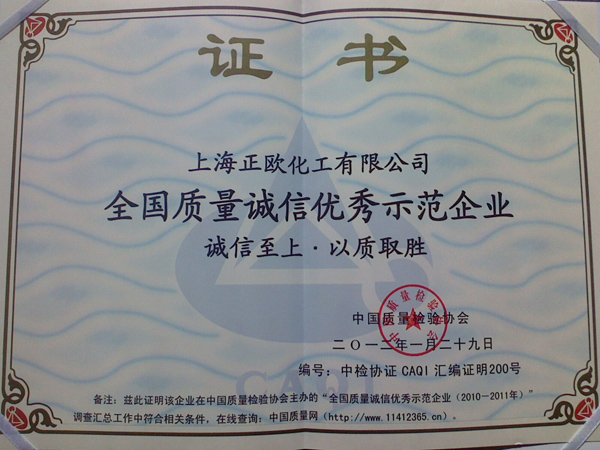 证书
上海正欧化工有限公司
全国质量诚信优秀示范企业
诚信至上·以质取胜
中国质量检验协会
二〇一二年一月二十九日
编号：中检协证 CAQI 汇编证明200号
CAQI
备注：兹此证明该企业在中国质量检验协会主办的“全国质量诚信优秀示范企业（2010－2011年）”
调查汇总工作中符合相关条件，在线查询：中国质量网（http://www.11412365.cn）。